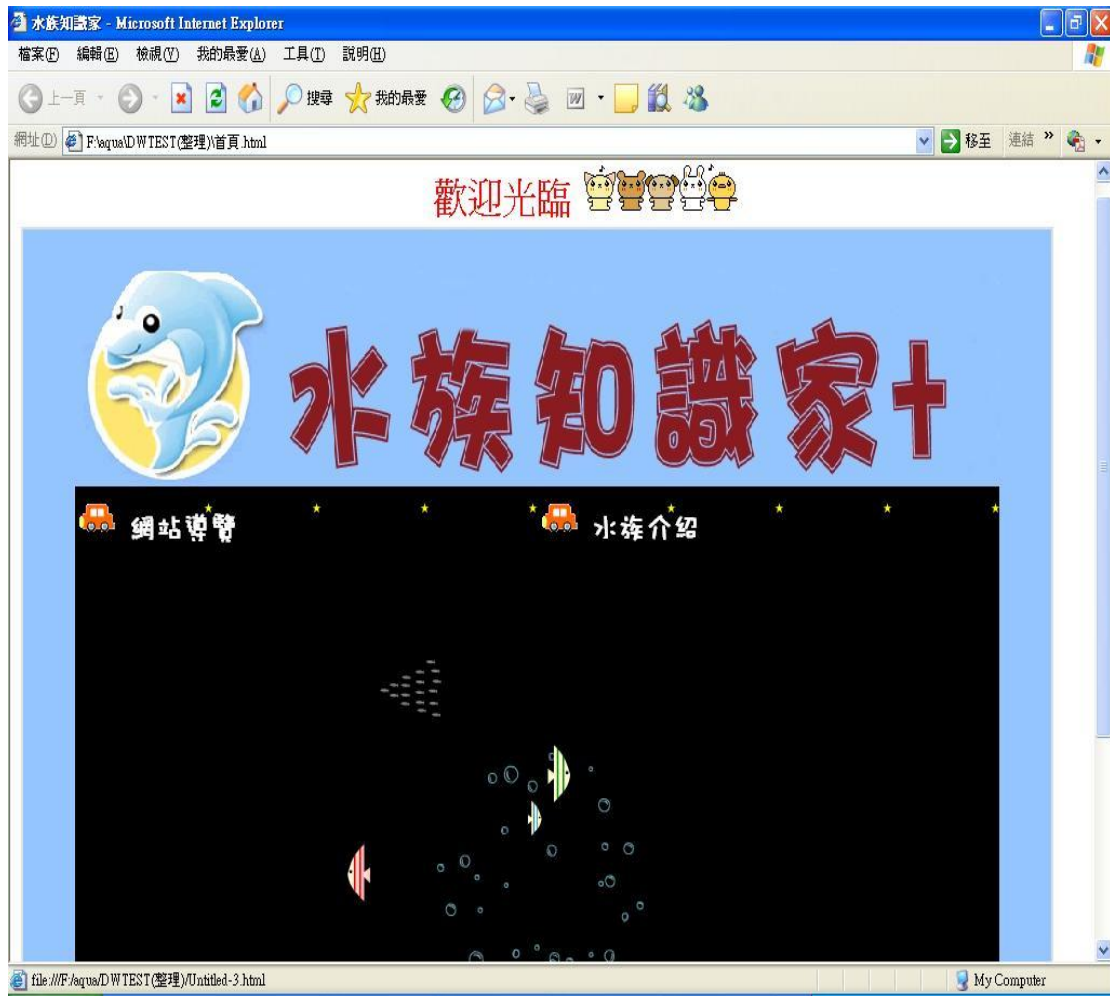 水族知識家 - Microsoft Internet Explorer
檔案(F) 編輯(E) 檢視(V) 我的最愛(A) 工具(T) 說明(H)
上一頁 搜尋 我的最愛
網址(D) F:\aqua\DWTEST(整理)\首頁.html 移至 連結 »
歡迎光臨
水族知識家+
網站導覽 水族介紹
file:///F:/aqua/DWTEST(整理)/Untitled-3.html My Computer